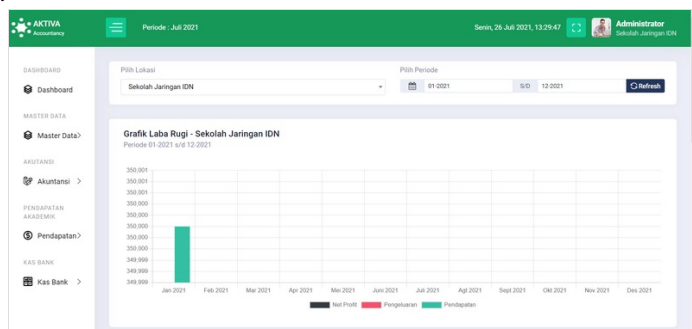 AKTIVA
Accountancy
Periode : Juli 2021
Senin, 26 Juli 2021, 13:29:47
Administrator
Sekolah Jaringan IDN
DASHBOARD
Dashboard
MASTER DATA
Master Data>
AKUTANSI
Akuntansi >
PENDAPATAN
AKADEMIK
Pendapatan>
KAS BANK
Kas Bank >
Pilih Lokasi
Sekolah Jaringan IDN
Pilih Periode
01-2021 S/D 12-2021 Refresh
Grafik Laba Rugi - Sekolah Jaringan IDN
Periode 01-2021 s/d 12-2021
350,001
350,001
350,001
350,000
350,000
350,000
350,000
350,000
349,999
349,999
349,999
Jan 2021 Feb 2021 Mar 2021 Apr 2021 Mei 2021 Juni 2021 Juli 2021 Agt 2021 Sept 2021 Okt 2021 Nov 2021 Des 2021
Net Profit Pengeluaran Pendapatan